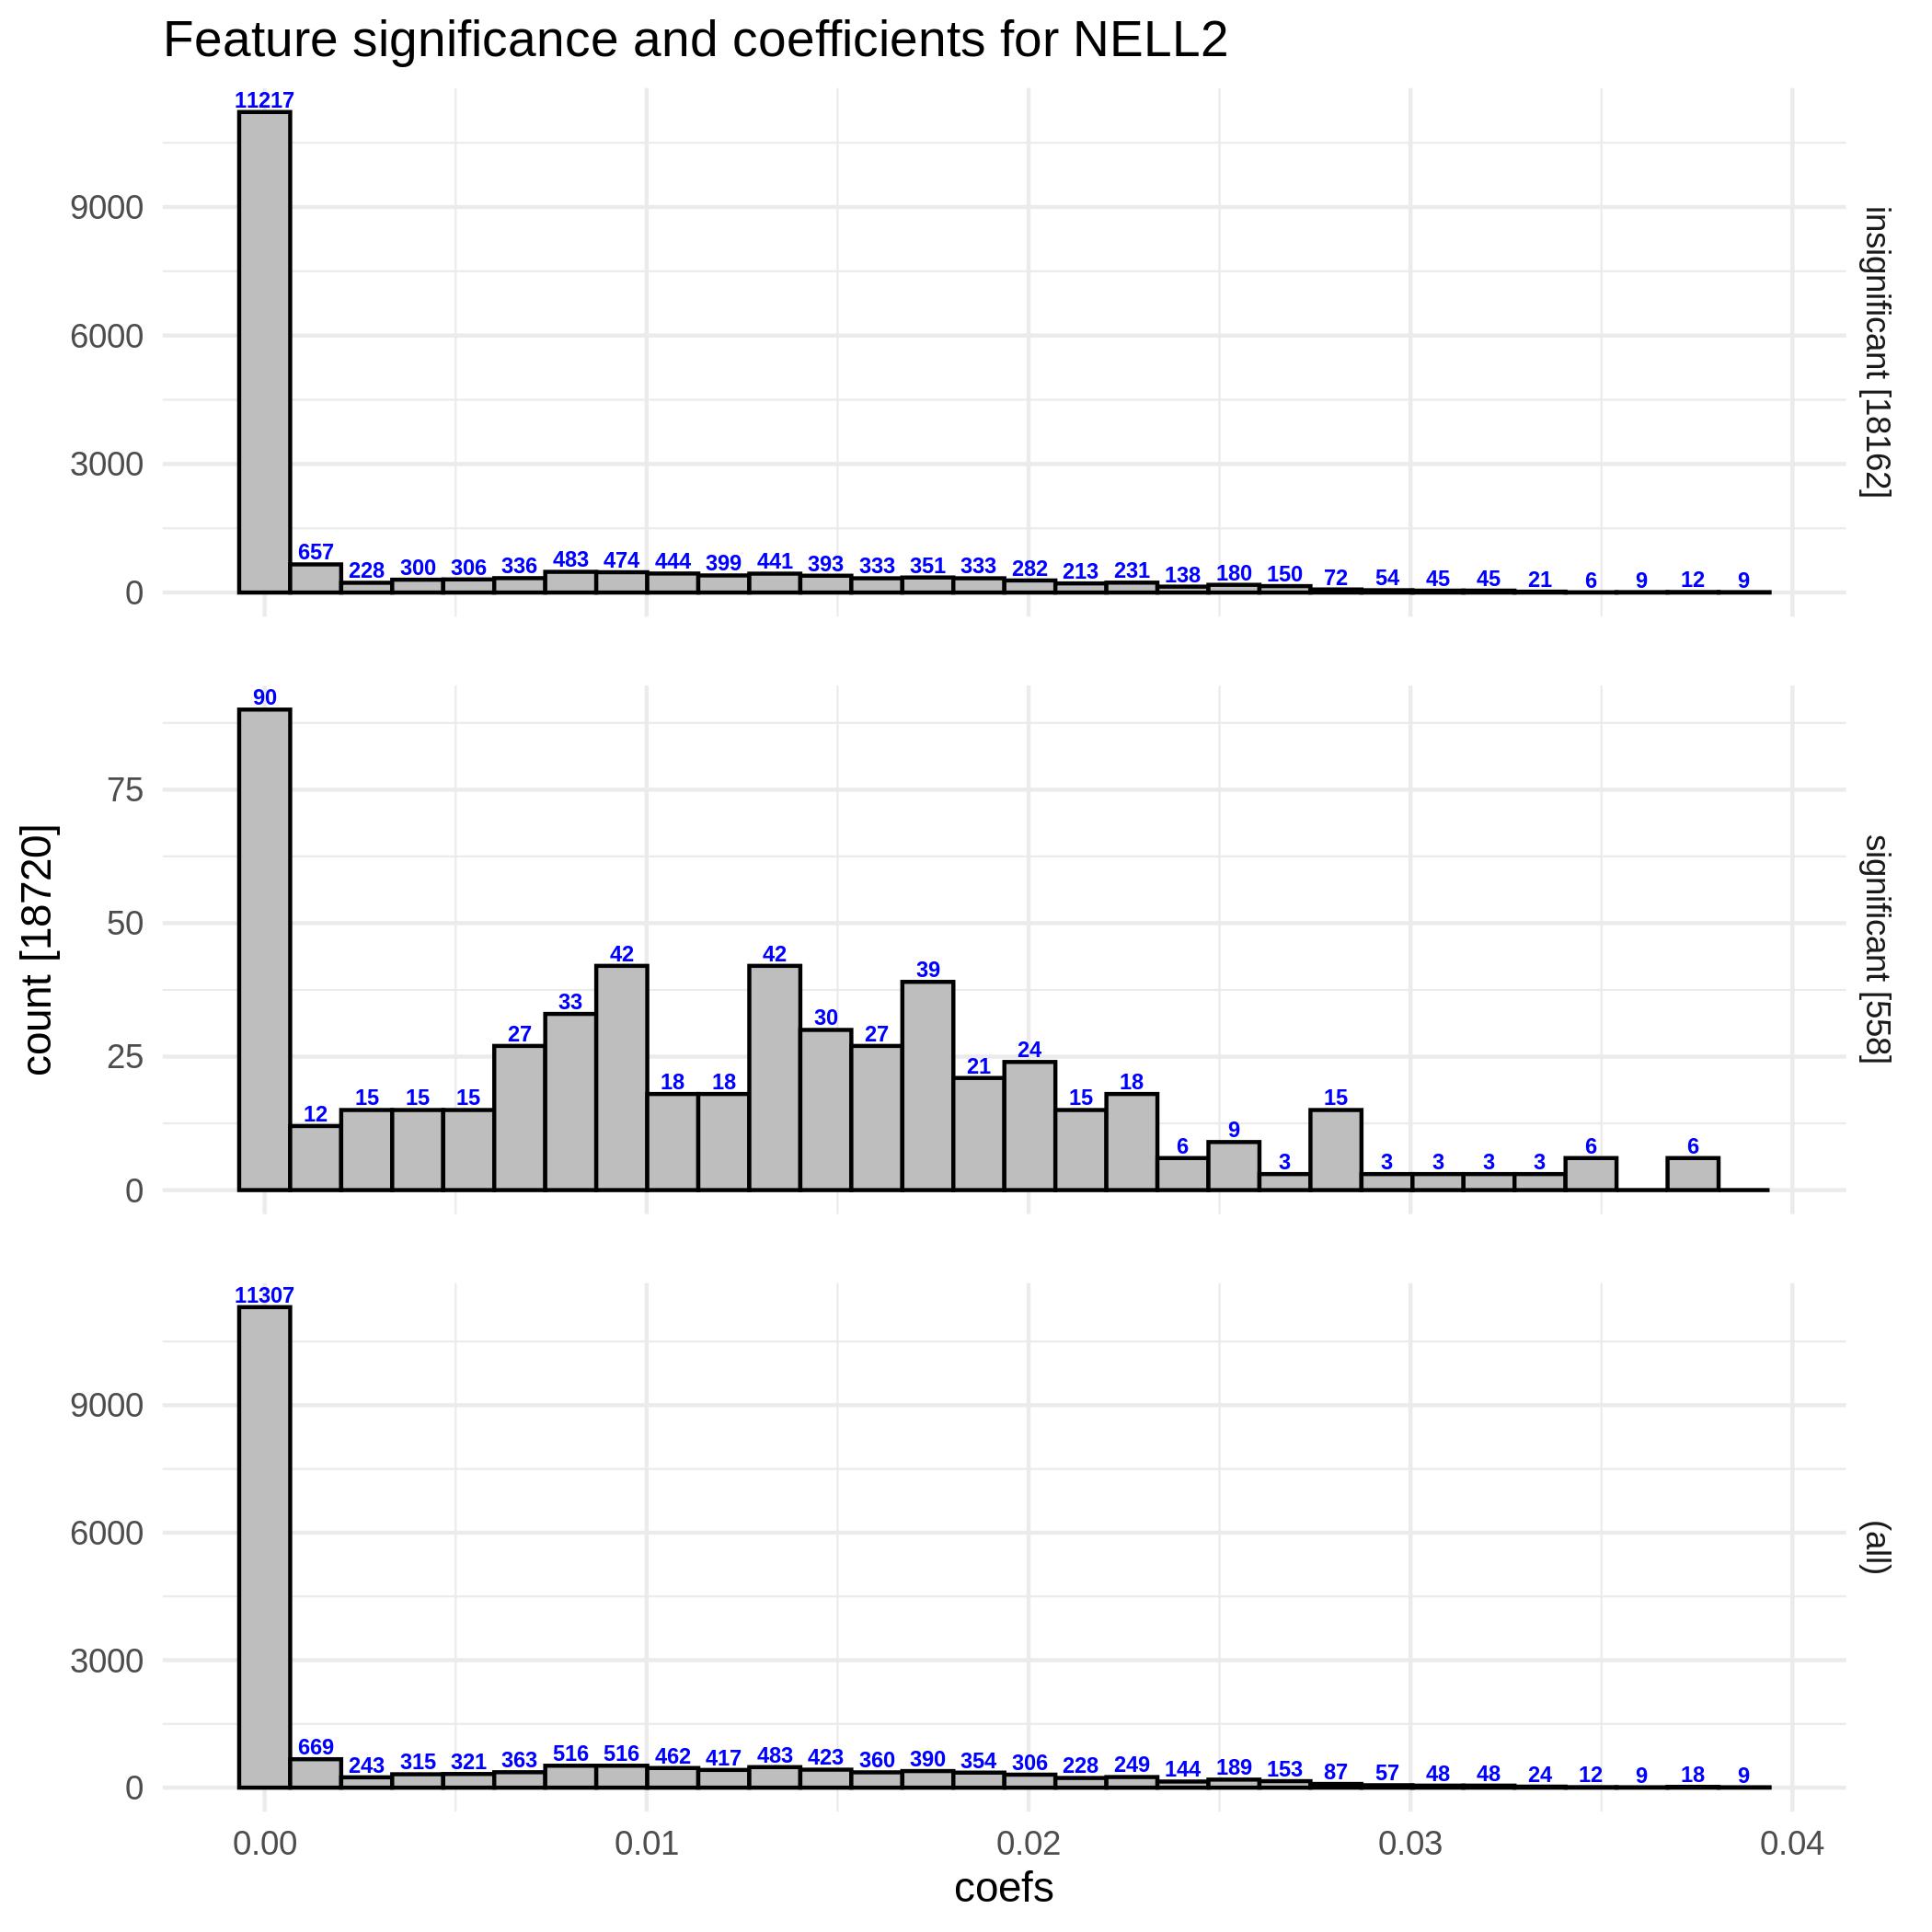 Feature significance and coefficients for NELL2
11217
657 228 300 306 336 483 474 444 399 441 393 333 351 333 282 213 231 138 180 150 72 54 45 45 21 6 9 12 9
9000
6000
3000
0
insignificant [18162]
90
12 15 15 15 27 33 42 18 18 42 30 27 39 21 24 15 18 6 9 3 15 3 3 3 3 6 6
75
50
25
0
significant [558]
count [18720]
11307
669 243 315 321 363 516 516 462 417 483 423 360 390 354 306 228 249 144 189 153 87 57 48 48 24 12 9 18 9
9000
6000
3000
0
(all)
0.00 0.01 0.02 0.03 0.04
coefs